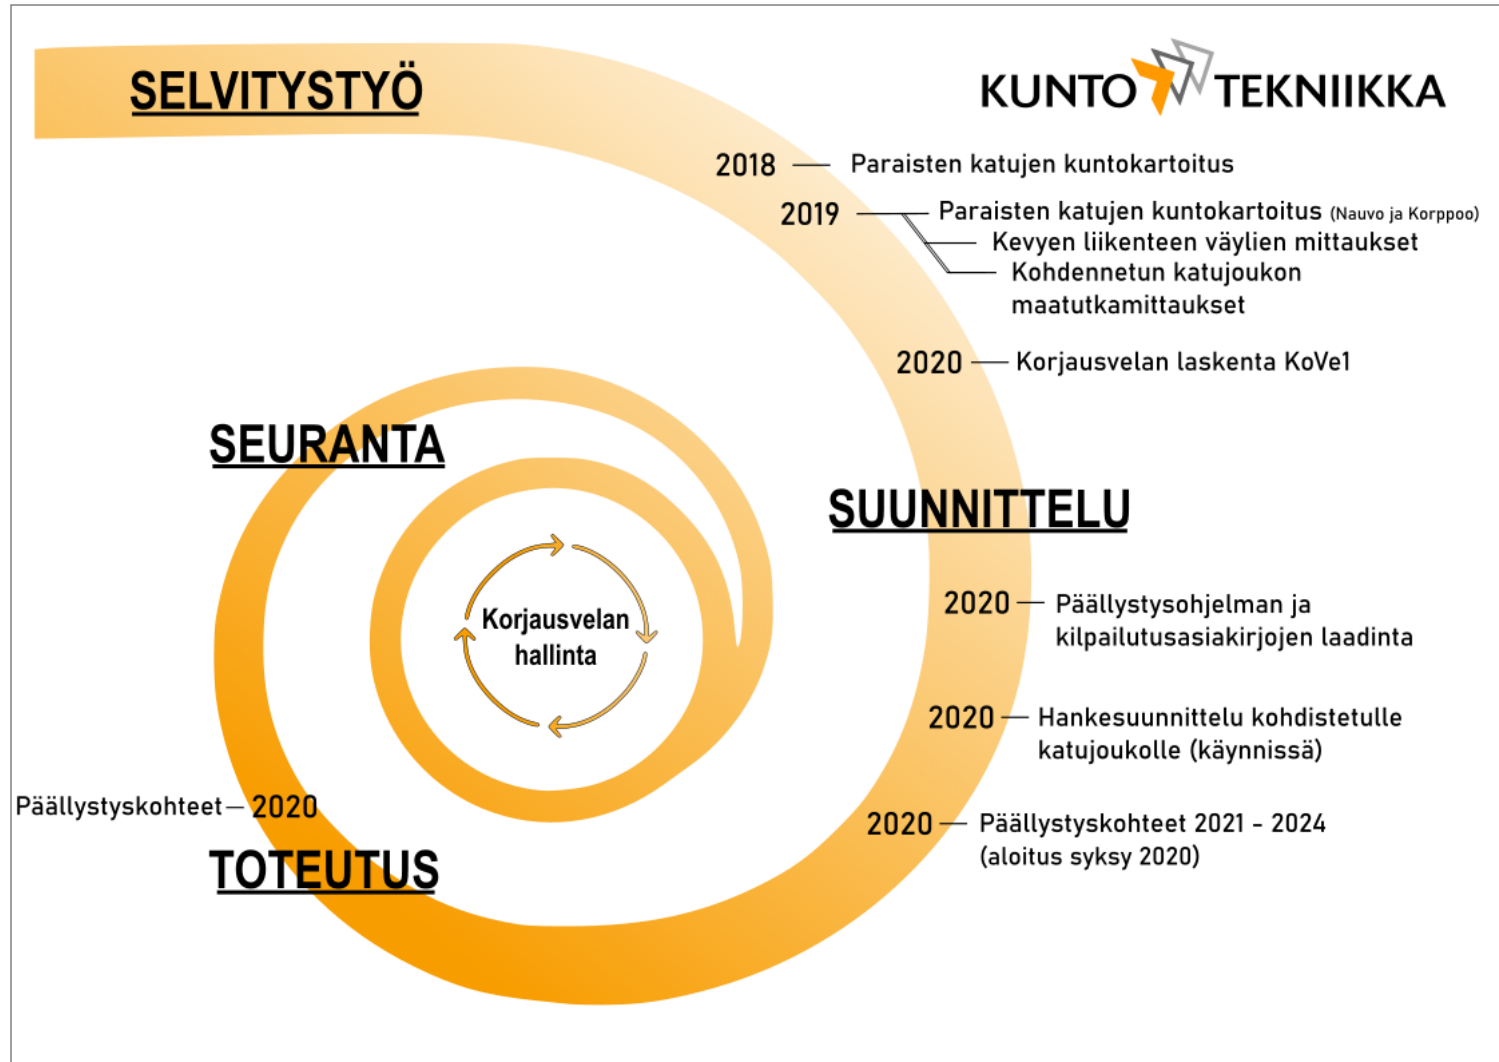 SELVITYSTYÖ
KUNTO TEKNIIKKA
2018 Paraisten katujen kuntokartoitus
2019 Paraisten katujen kuntokartoitus (Nauvo ja Korppoo)
Kevyen liikenteen väylien mittaukset
Kohdennetun katujoukon
maatutkamittaukset
2020 Korjausvelan laskenta KoVe1
SEURANTA
SUUNNITTELU
2020 Päällystysohjelman ja
kilpailutusasiakirjojen laadinta
Korjausvelan
hallinta
2020 Hankesuunnittelu kohdistetulle
katujoukolle (käynnissä)
Päällystyskohteet 2020
2020 Päällystyskohteet 2021 - 2024
(aloitus syksy 2020)
TOTEUTUS